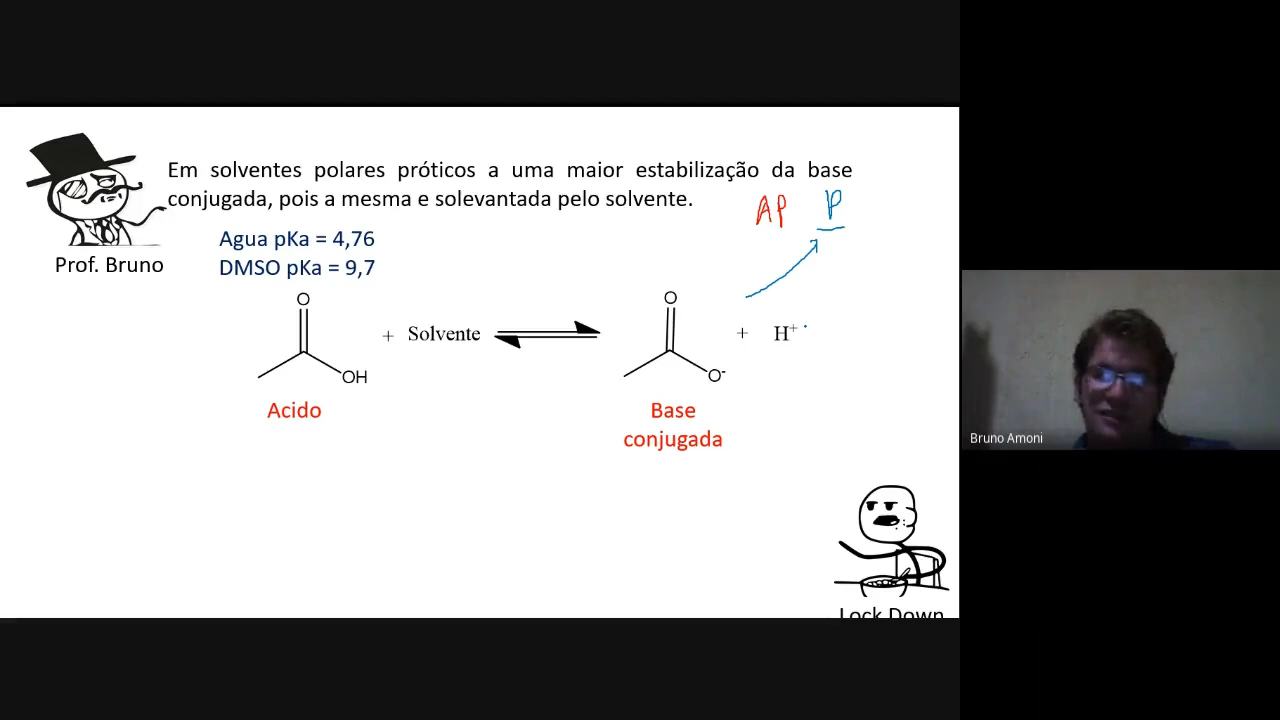 Em solventes polares próticos a uma maior estabilização da base
conjugada, pois a mesma e solevantada pelo solvente.
AP P
Prof. Bruno
Agua pKa = 4,76
DMSO pKa = 9,7
O
OH
+ Solvente
O
O-
+ H+
Acido
Base
conjugada
Bruno Amoni
Lock Down